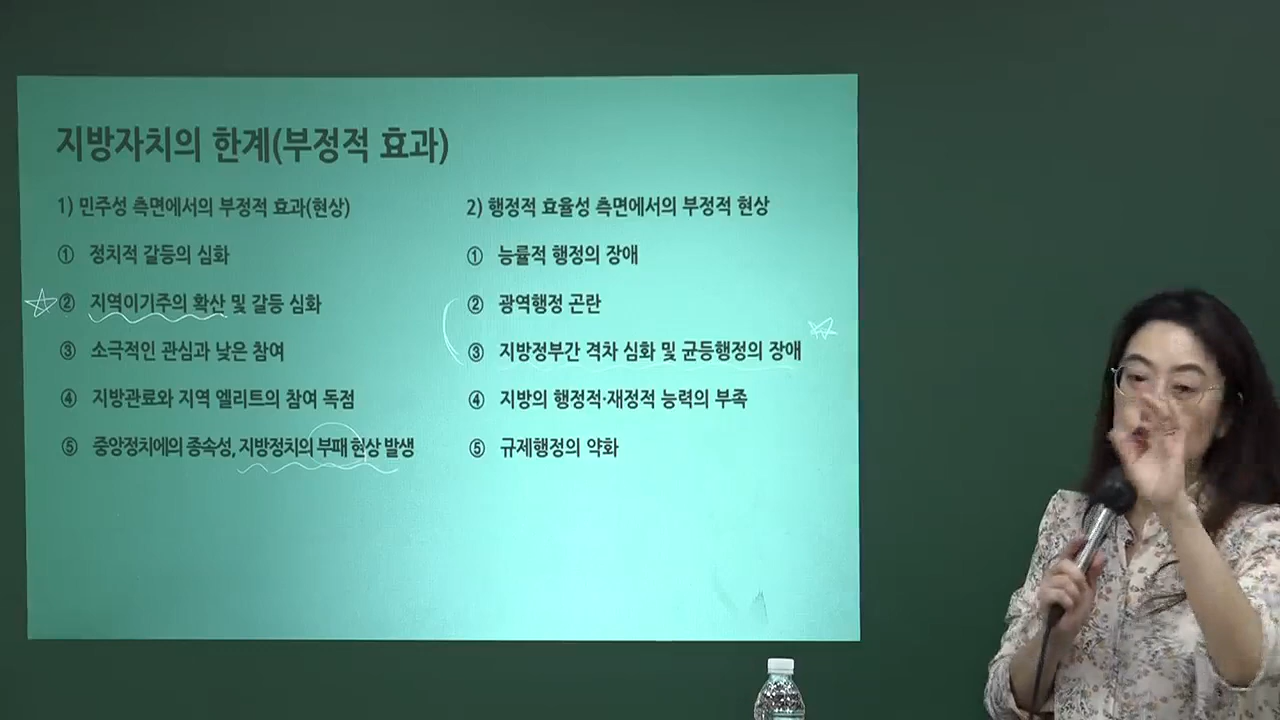 지방자치의 한계(부정적 효과)
1) 민주성 측면에서의 부정적 효과(현상)
① 정치적 갈등의 심화
② 지역이기주의 확산 및 갈등 심화
③ 소극적인 관심과 낮은 참여
④ 지방관료와 지역 엘리트의 참여 독점
⑤ 중앙정치에의 종속성, 지방정치의 부패 현상 발생
2) 행정적 효율성 측면에서의 부정적 현상
① 능률적 행정의 장애
② 광역행정 곤란
③ 지방정부간 격차 심화 및 균등행정의 장애
④ 지방의 행정적·재정적 능력의 부족
⑤ 규제행정의 약화